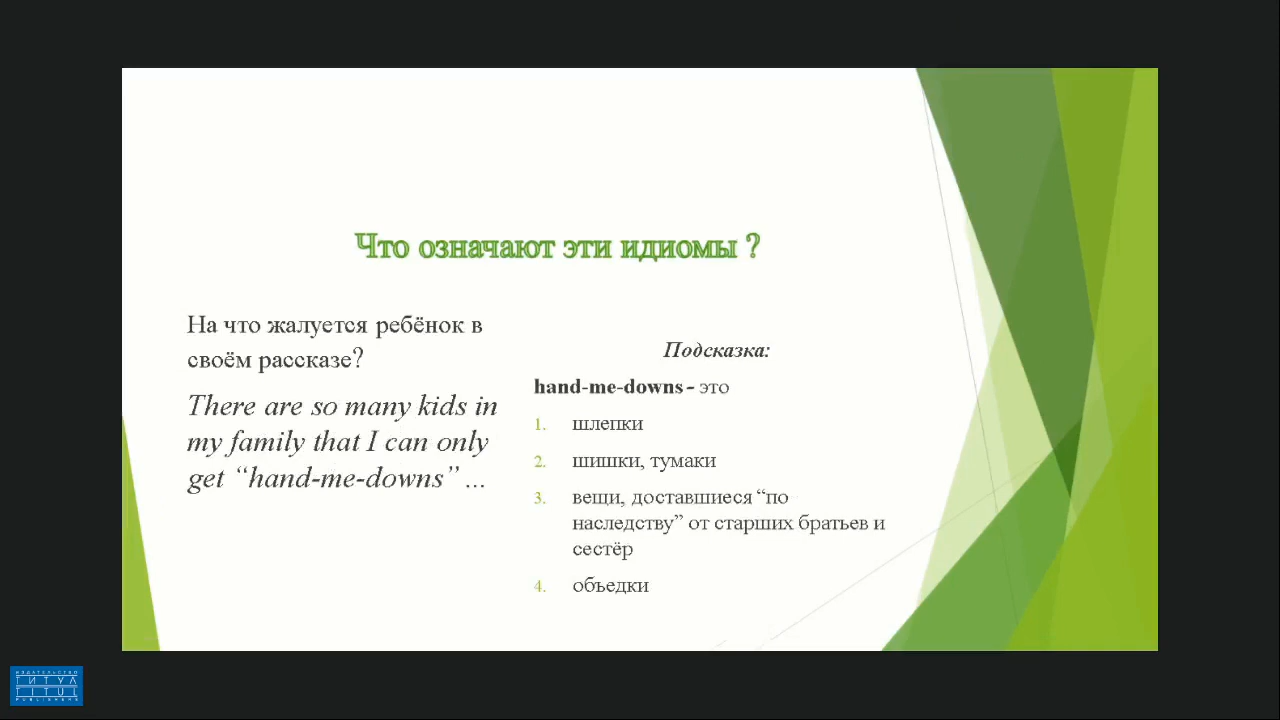 Что означают эти идиомы ?
На что жалуется ребёнок в
своём рассказе?
There are so many kids in
my family that I can only
get “hand-me-downs” ...
Подсказка:
hand-me-downs - это
1. шлепки
2. шишки, тумаки
3. вещи, доставшиеся “по
наследству” от старших братьев и
сестёр
4. объедки
ИЗДАТЕЛЬСТВО
ТИТУЛ
TITUL
PUBLISHERS